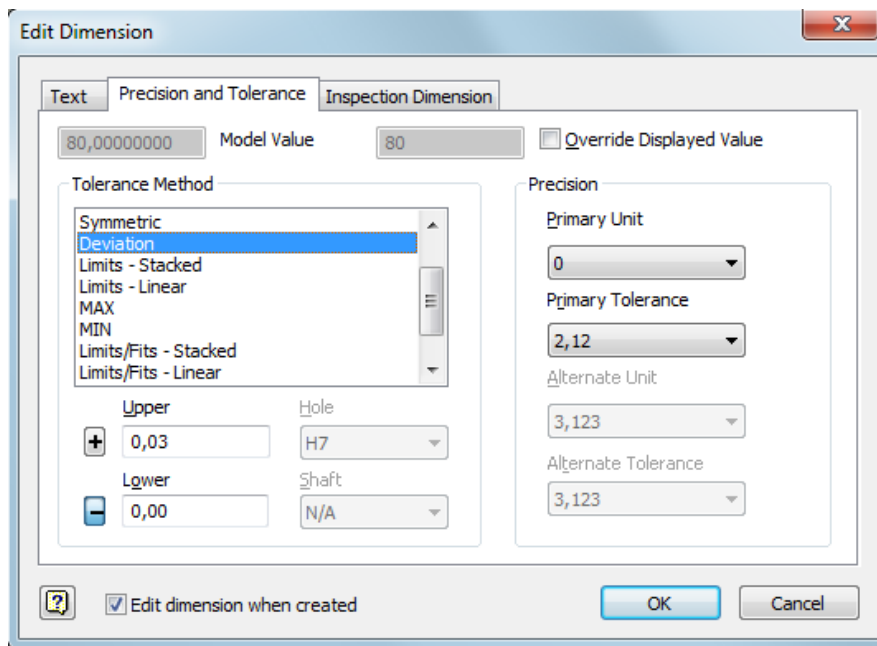 Edit Dimension
X
Text Precision and Tolerance Inspection Dimension
80,00000000 Model Value 80 Override Displayed Value
Tolerance Method
Symmetric
Deviation
Limits - Stacked
Limits - Linear
MAX
MIN
Limits/Fits - Stacked
Limits/Fits - Linear
Upper Hole
+ 0,03 H7
Lower Shaft
- 0,00 N/A
Precision
Primary Unit
0
Primary Tolerance
2,12
Alternate Unit
3,123
Alternate Tolerance
3,123
? Edit dimension when created OK Cancel